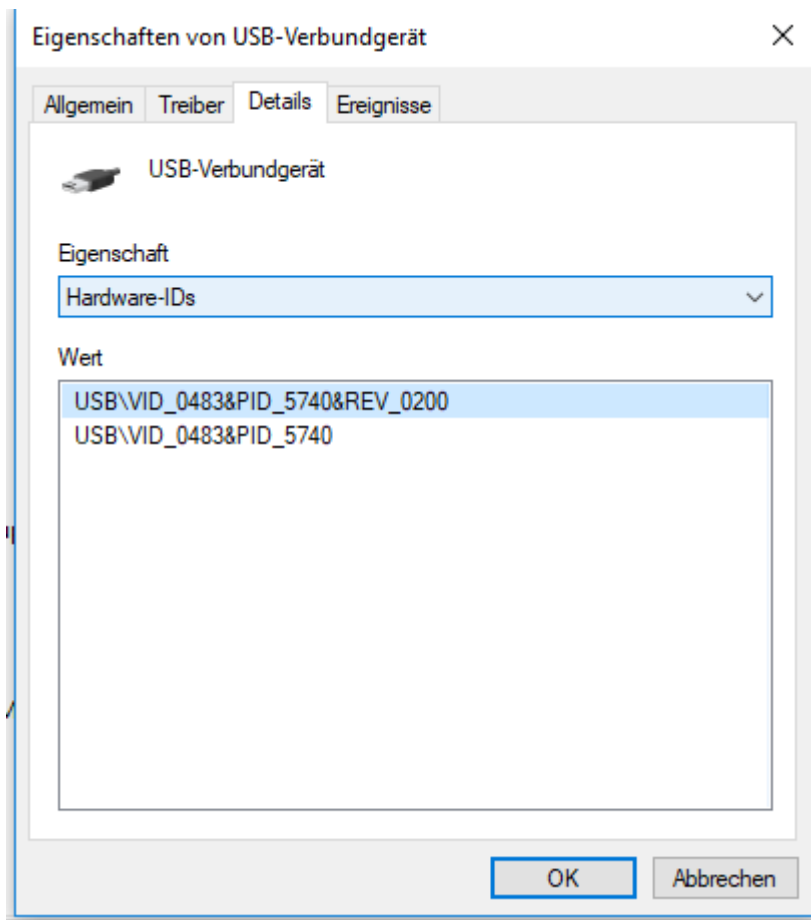 Eigenschaften von USB-Verbundgerät
Allgemein Treiber Details Ereignisse
USB-Verbundgerät
Eigenschaft
Hardware-IDs
Wert
USB\VID_0483&PID_5740&REV_0200
USB\VID_0483&PID_5740
OK Abbrechen